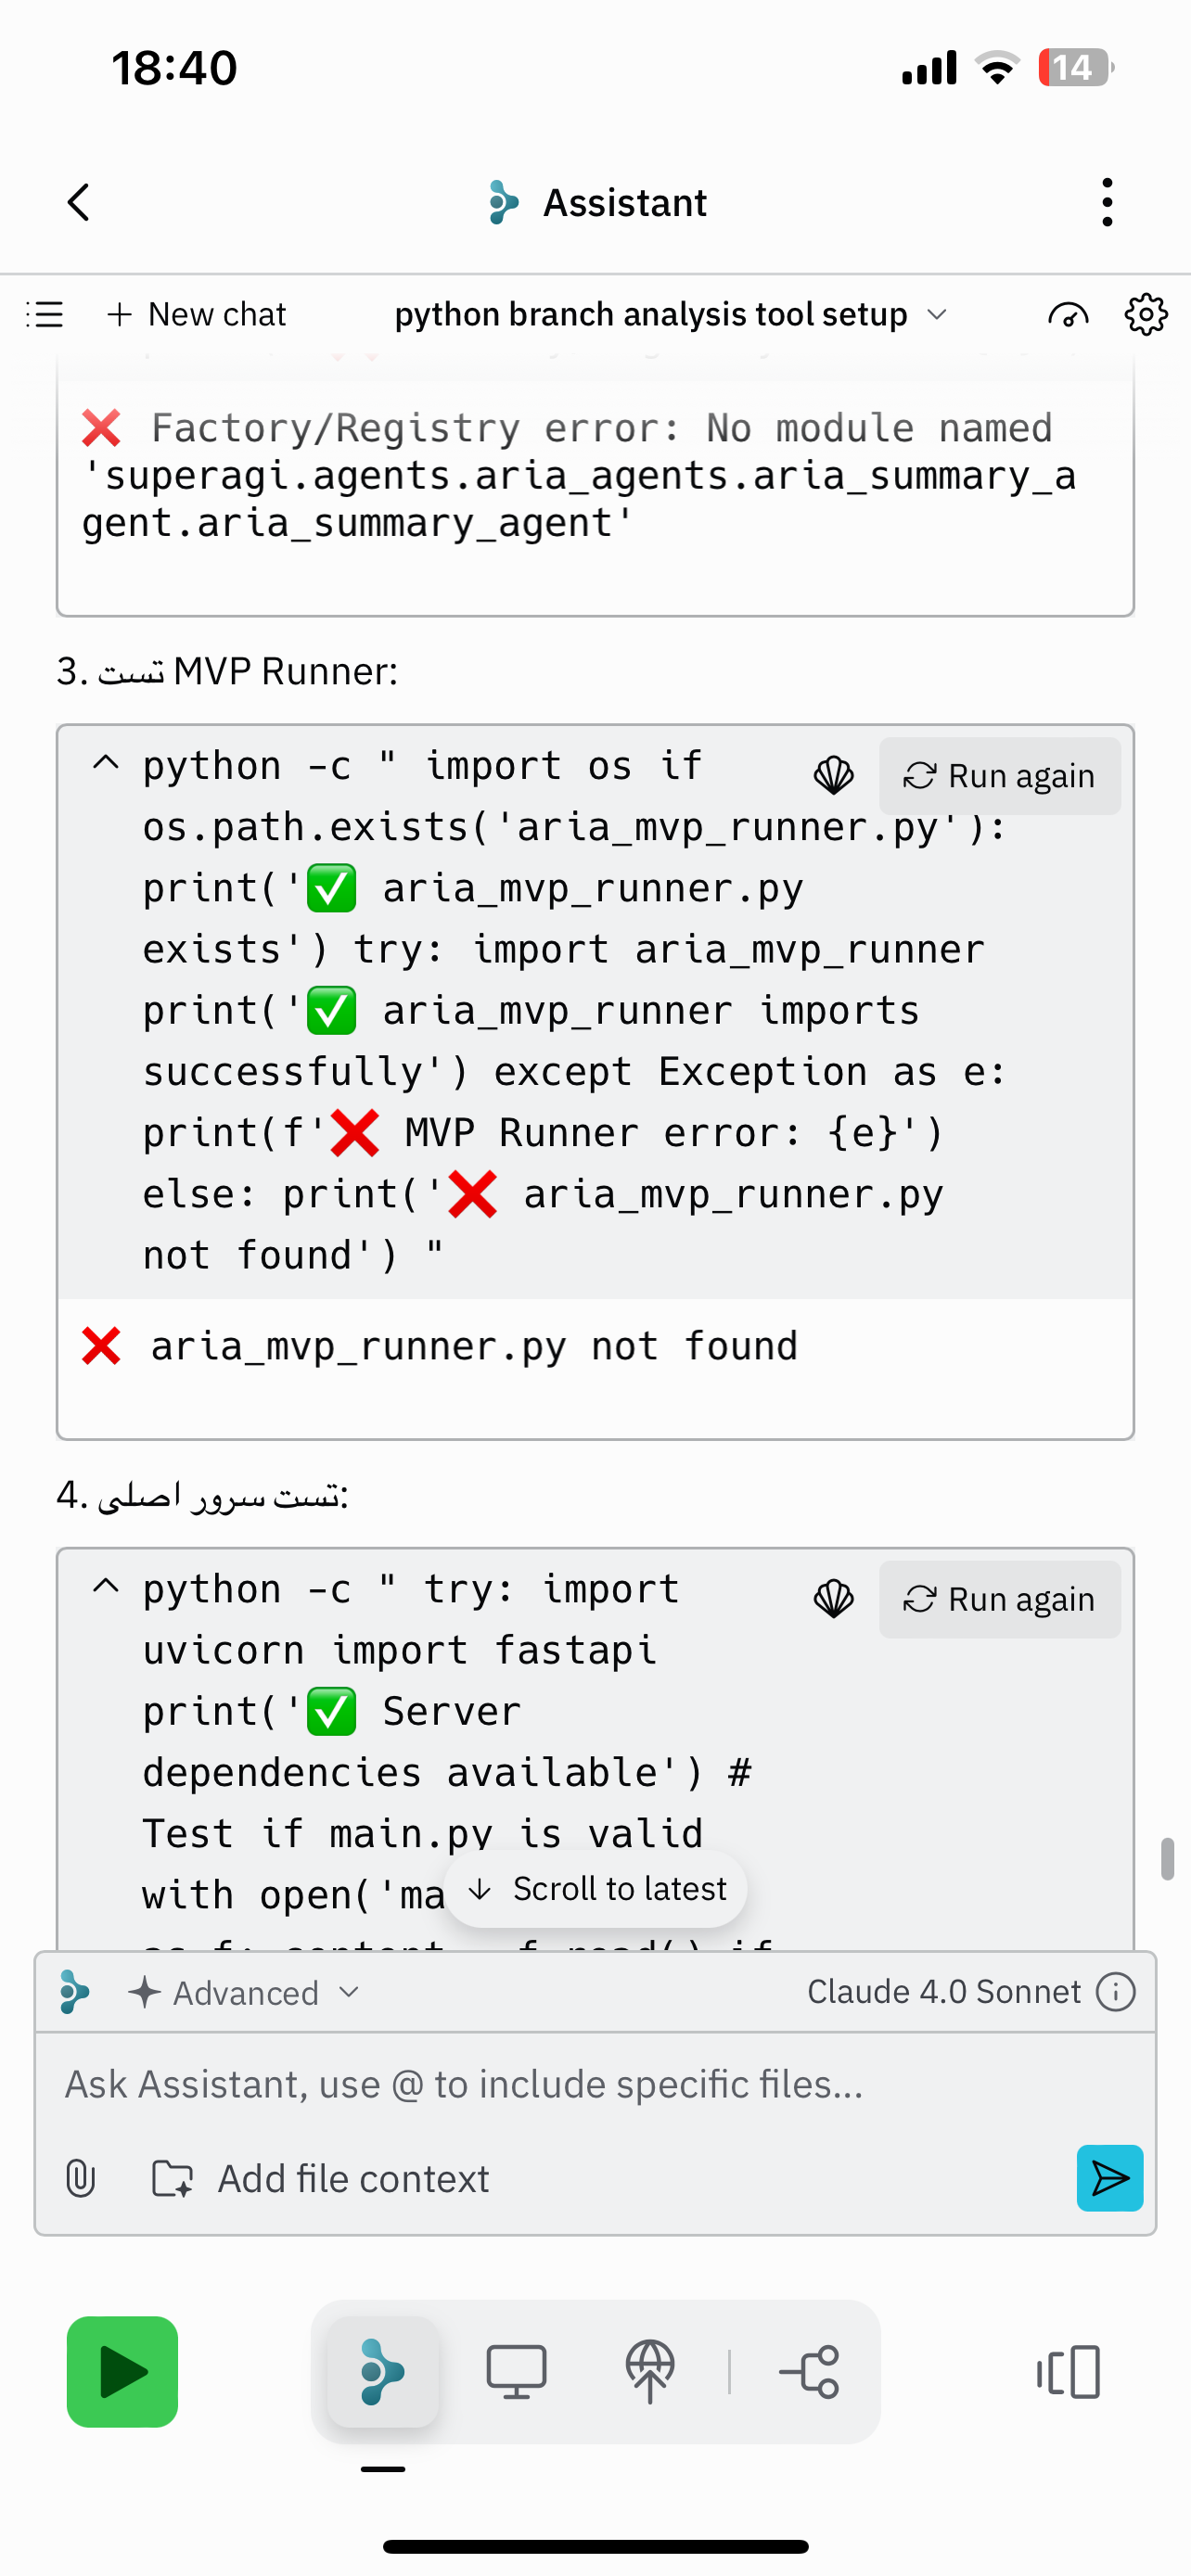 18:40
14
Assistant
+ New chat
python branch analysis tool setup
❌ Factory/Registry error: No module named
'superagi.agents.aria_agents.aria_summary_a
gent.aria_summary_agent'
3. تست MVP Runner:
python -c " import os if
Run again
os.path.exists('aria_mvp_runner.py'):
print('✅ aria_mvp_runner.py
exists') try: import aria_mvp_runner
print('✅ aria_mvp_runner imports
successfully') except Exception as e:
print(f'❌ MVP Runner error: {e}')
else: print('❌ aria_mvp_runner.py
not found') "
❌ aria_mvp_runner.py not found
4. تست سرور اصلی:
python -c " try: import
Run again
uvicorn import fastapi
print('✅ Server
dependencies available') #
Test if main.py is valid
with open('ma
Scroll to latest
Advanced
Claude 4.0 Sonnet
Ask Assistant, use @ to include specific files...
Add file context